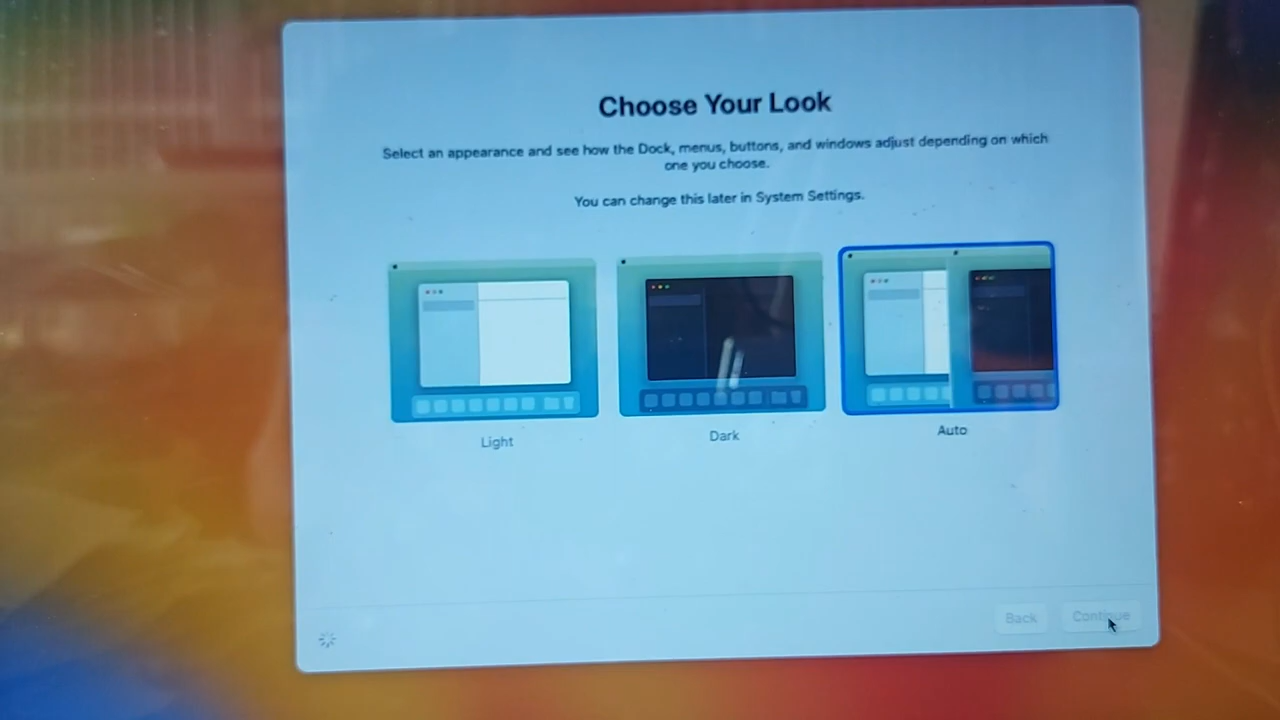 Choose Your Look
Select an appearance and see how the Dock, menus, buttons, and windows adjust depending on which
one you choose.
You can change this later in System Settings.
Light
Dark
Auto
Back
Continue